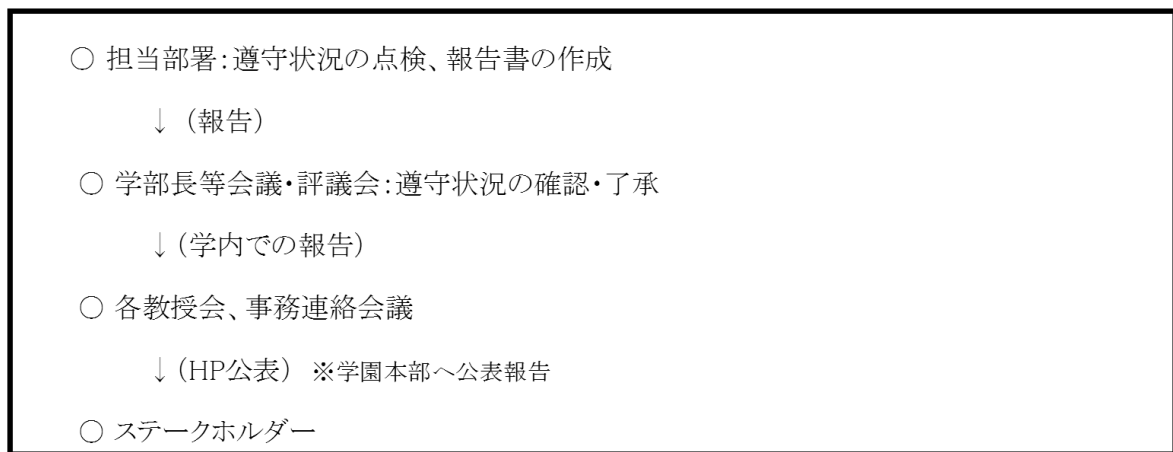 ○ 担当部署：遵守状況の点検、報告書の作成
↓ （報告）
○ 学部長等会議・評議会：遵守状況の確認・了承
↓（学内での報告）
○ 各教授会、事務連絡会議
↓（HP公表） ※学園本部へ公表報告
○ ステークホルダー